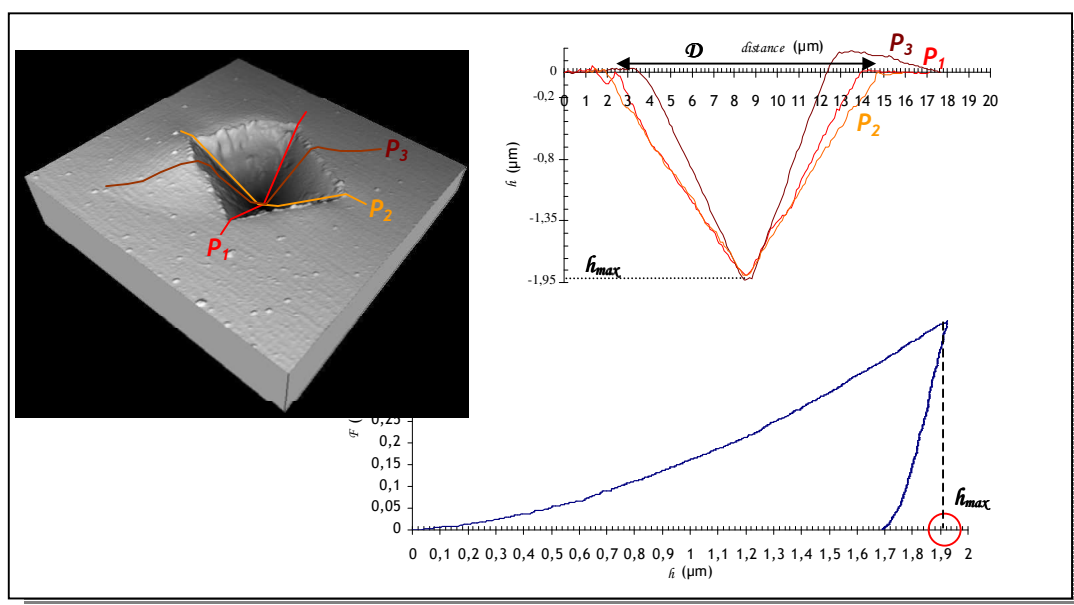 P3
P2
P1
D
distance (µm)
P3
P1
P2
0
-0,2
-0,8
-1,35
-1,95
h (µm)
0 1 2 3 4 5 6 7 8 9 10 11 12 13 14 15 16 17 18 19 20
hmax
F (
0,25
0,2
0,15
0,1
0,05
0
hmax
0 0,1 0,2 0,3 0,4 0,5 0,6 0,7 0,8 0,9 1 1,1 1,2 1,3 1,4 1,5 1,6 1,7 1,8 1,9 2
h (µm)